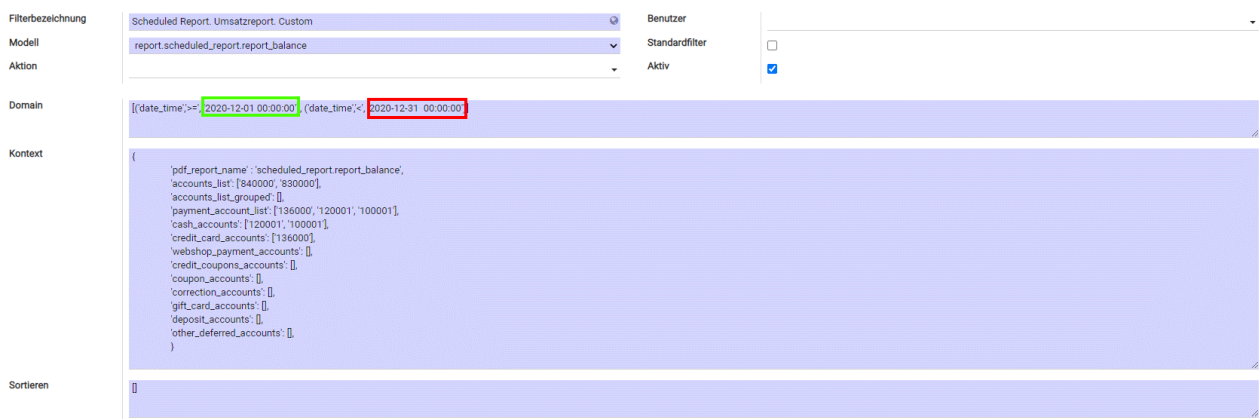 Filterbezeichnung
Scheduled Report. Umsatzreport. Custom
Benutzer
Modell
report.scheduled_report.report_balance
Standardfilter
Aktion
Aktiv
Domain
[('date_time','>=', '2020-12-01 00:00:00'), ('date_time','<', '2020-12-31  00:00:00')]
Kontext
{
'pdf_report_name' : 'scheduled_report.report_balance',
'accounts_list': ['840000', '830000'],
'accounts_list_grouped': [],
'payment_account_list': ['136000', '120001', '100001'],
'cash_accounts': ['120001', '100001'],
'credit_card_accounts': ['136000'],
'webshop_payment_accounts': [],
'credit_coupons_accounts': [],
'coupon_accounts': [],
'correction_accounts': [],
'gift_card_accounts': [],
'deposit_accounts': [],
'other_deferred_accounts': [],
}
Sortieren
[]